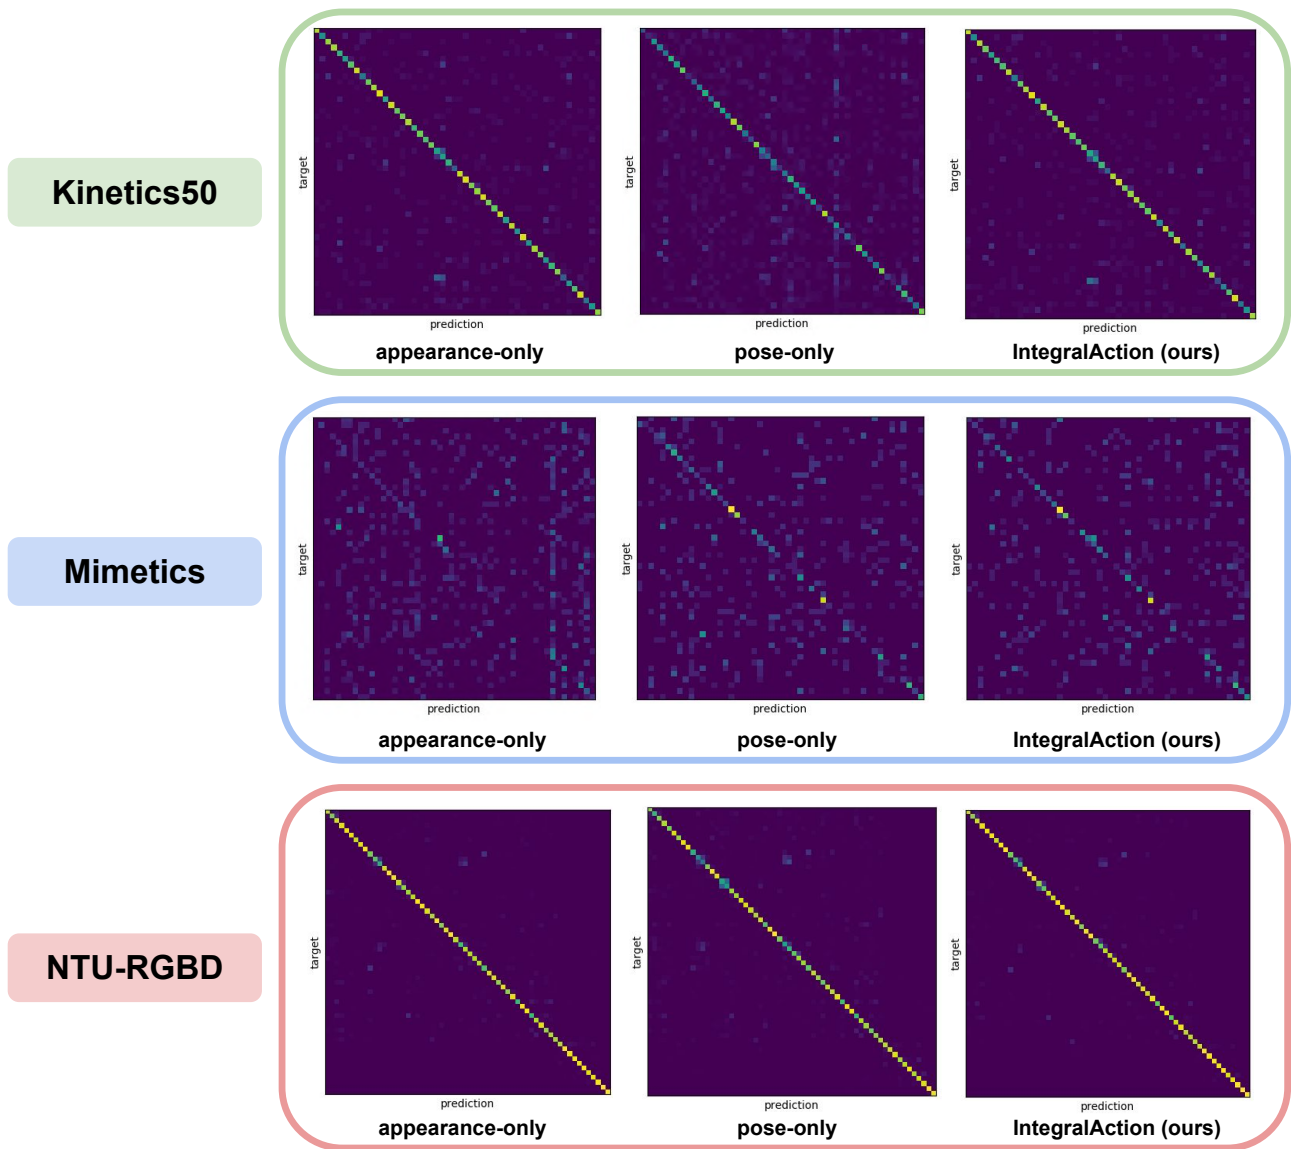 Kinetics50
target
prediction
appearance-only
target
prediction
pose-only
target
prediction
IntegralAction (ours)
Mimetics
target
prediction
appearance-only
target
prediction
pose-only
target
prediction
IntegralAction (ours)
NTU-RGBD
target
prediction
appearance-only
target
prediction
pose-only
target
prediction
IntegralAction (ours)